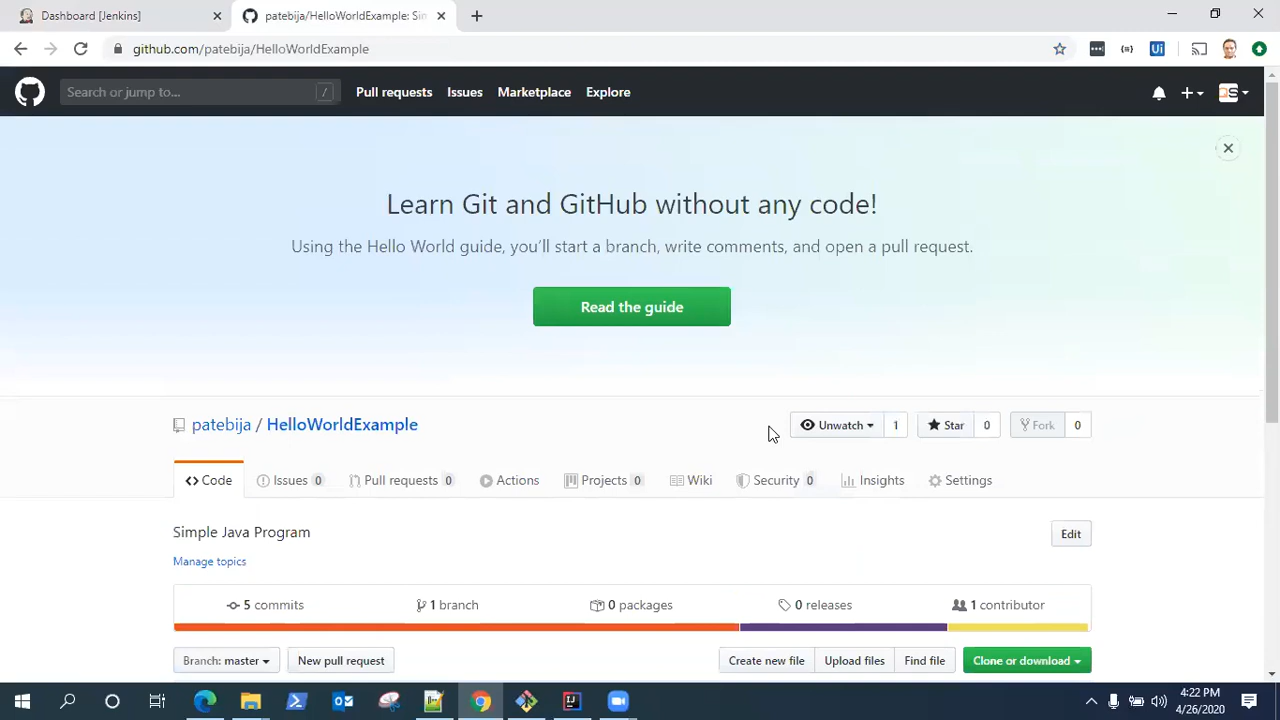 Dashboard [Jenkins]
patebija/HelloWorldExample: Sim
github.com/patebija/HelloWorldExample
Search or jump to...
/
Pull requests
Issues
Marketplace
Explore
Learn Git and GitHub without any code!
Using the Hello World guide, you'll start a branch, write comments, and open a pull request.
Read the guide
patebija / HelloWorldExample
Unwatch 1
Star 0
Fork 0
Code
Issues 0
Pull requests 0
Actions
Projects 0
Wiki
Security 0
Insights
Settings
Simple Java Program
Edit
Manage topics
5 commits
1 branch
0 packages
0 releases
1 contributor
Branch: master
New pull request
Create new file
Upload files
Find file
Clone or download
4:22 PM
4/26/2020